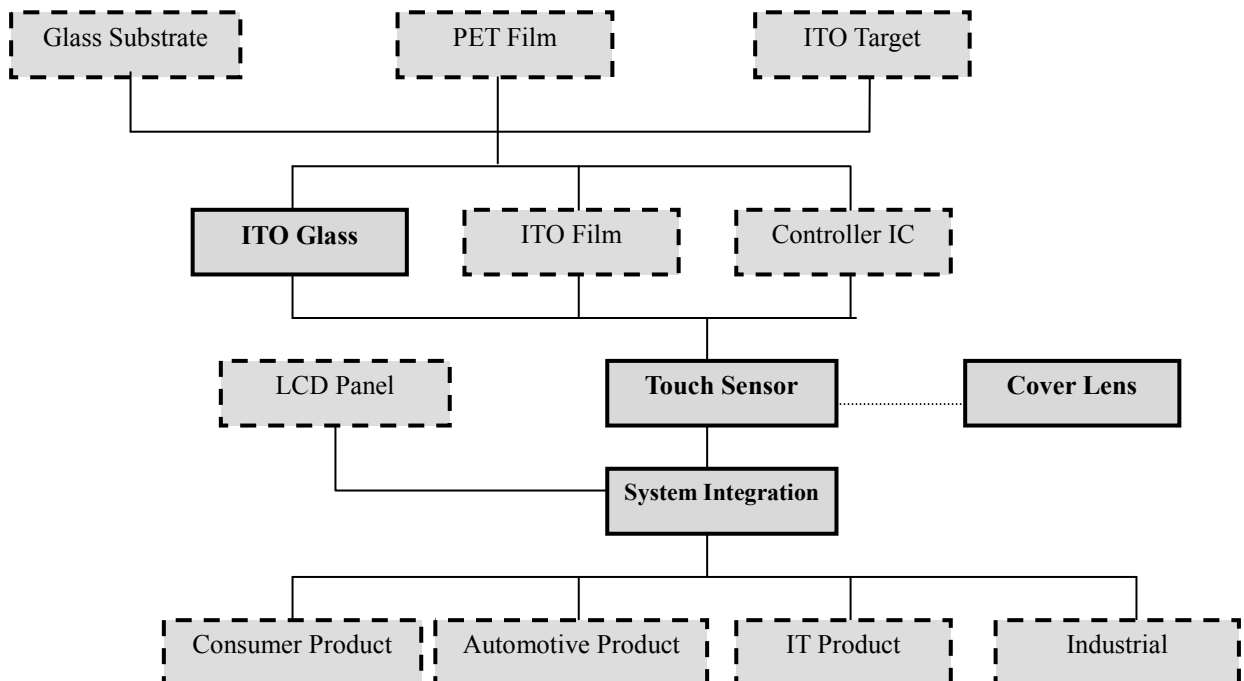 Glass Substrate
PET Film
ITO Target
ITO Glass
ITO Film
Controller IC
LCD Panel
Touch Sensor
Cover Lens
System Integration
Consumer Product
Automotive Product
IT Product
Industrial